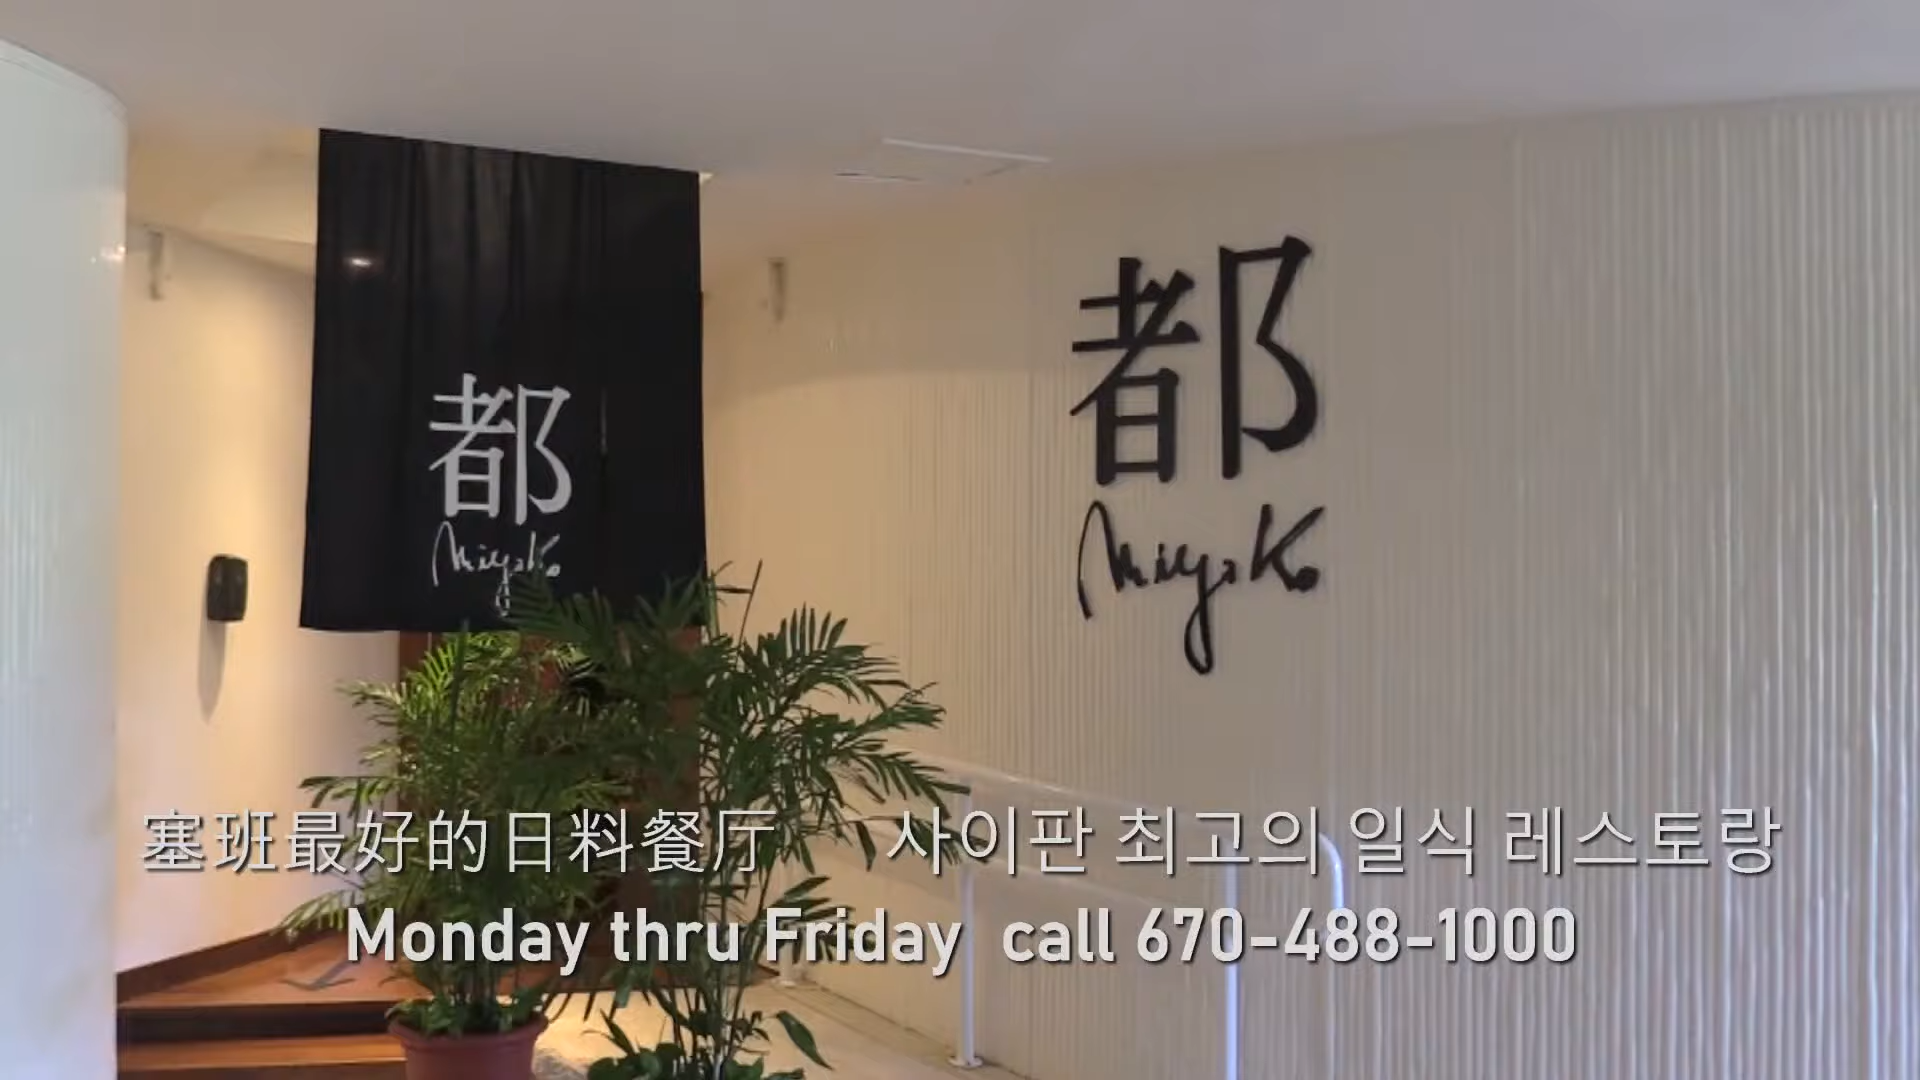 都
Miyako
都
Miyako
塞班最好的日料餐厅 사이판 최고의 일식 레스토랑
Monday thru Friday call 670-488-1000